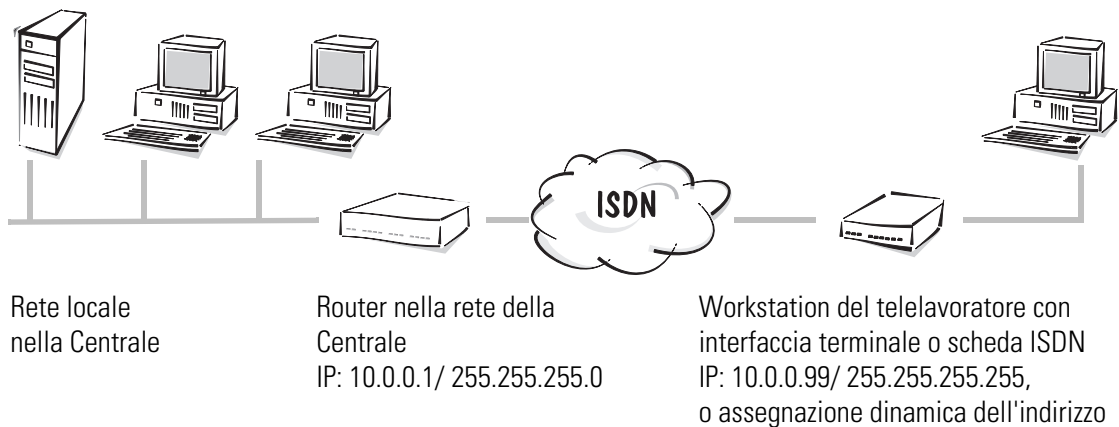 ISDN
Rete locale
nella Centrale
Router nella rete della
Centrale
IP: 10.0.0.1/ 255.255.255.0
Workstation del telelavoratore con
interfaccia terminale o scheda ISDN
IP: 10.0.0.99/ 255.255.255.255,
o assegnazione dinamica dell'indirizzo